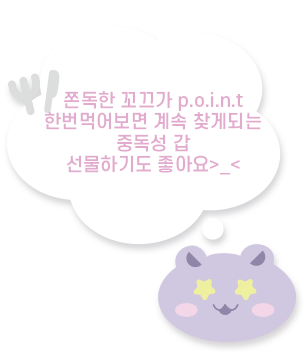 쫀독한 꼬끄가 p.o.i.n.t
한번먹어보면 계속 찾게되는
중독성 갑
선물하기도 좋아요>_<